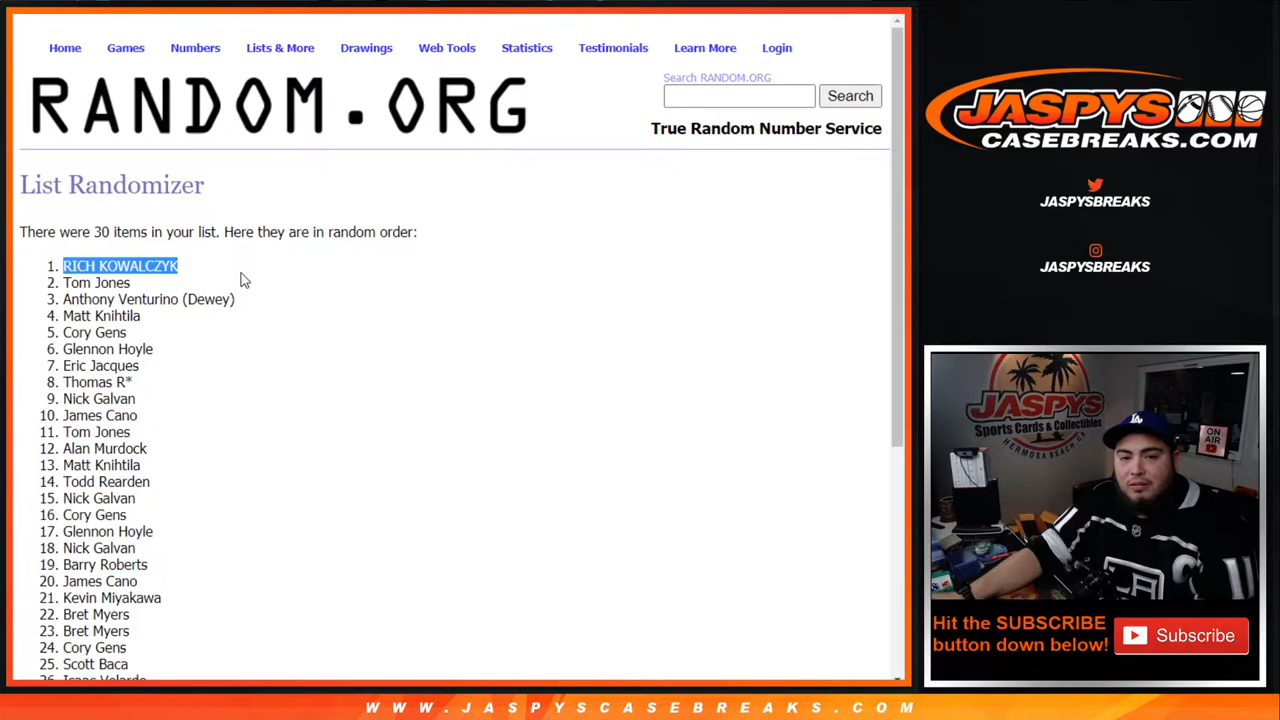 Home Games Numbers Lists & More Drawings Web Tools Statistics Testimonials Learn More Login
RANDOM.ORG
Search RANDOM.ORG
Search
True Random Number Service
List Randomizer
There were 30 items in your list. Here they are in random order:
1. RICH KOWALCZYK
2. Tom Jones
3. Anthony Venturino (Dewey)
4. Matt Knihtila
5. Cory Gens
6. Glennon Hoyle
7. Eric Jacques
8. Thomas R*
9. Nick Galvan
10. James Cano
11. Tom Jones
12. Alan Murdock
13. Matt Knihtila
14. Todd Rearden
15. Nick Galvan
16. Cory Gens
17. Glennon Hoyle
18. Nick Galvan
19. Barry Roberts
20. James Cano
21. Kevin Miyakawa
22. Bret Myers
23. Bret Myers
24. Cory Gens
25. Scott Baca
26. Isaac Velarde
JASPYS
CASEBREAKS.COM
JASPYSBREAKS
JASPYSBREAKS
JASPYS
Sports Cards & Collectibles
HERMOSA BEACH, CA
LA
ON
AIR
Hit the SUBSCRIBE
button down below!
Subscribe
WWW.JASPYSCASEBREAKS.COM